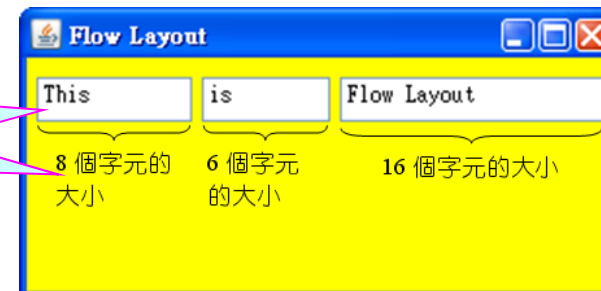 Flow Layout
This is Flow Layout
8 個字元的
大小
6 個字元
的大小
16 個字元的大小